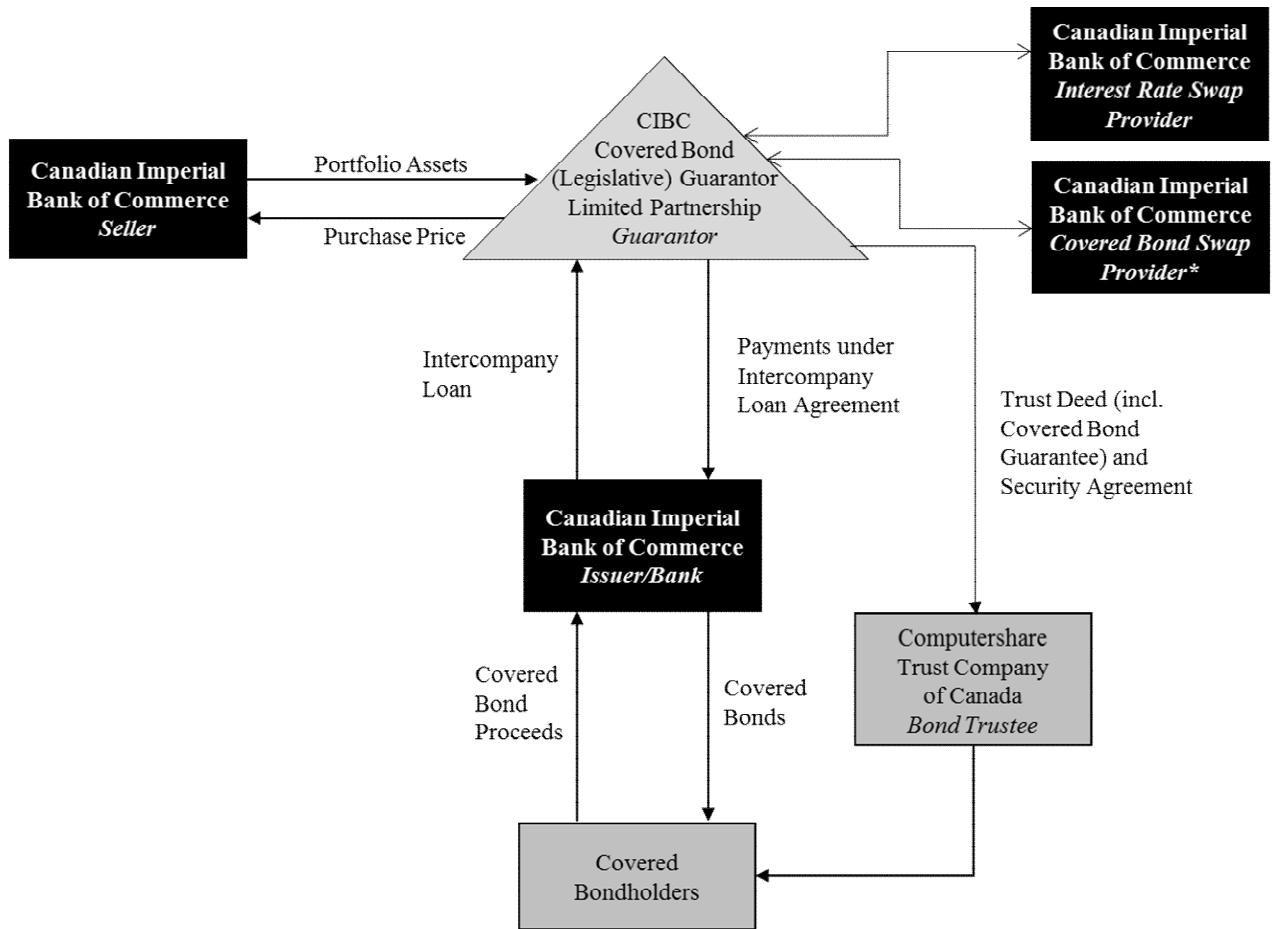 Canadian Imperial
Bank of Commerce
Interest Rate Swap
Provider
CIBC
Covered Bond
(Legislative) Guarantor
Limited Partnership
Guarantor
Canadian Imperial
Bank of Commerce
Seller
Portfolio Assets
Purchase Price
Canadian Imperial
Bank of Commerce
Covered Bond Swap
Provider*
Intercompany
Loan
Payments under
Intercompany
Loan Agreement
Trust Deed (incl.
Covered Bond
Guarantee) and
Security Agreement
Canadian Imperial
Bank of Commerce
Issuer/Bank
Computershare
Trust Company
of Canada
Bond Trustee
Covered
Bond
Proceeds
Covered
Bonds
Covered
Bondholders